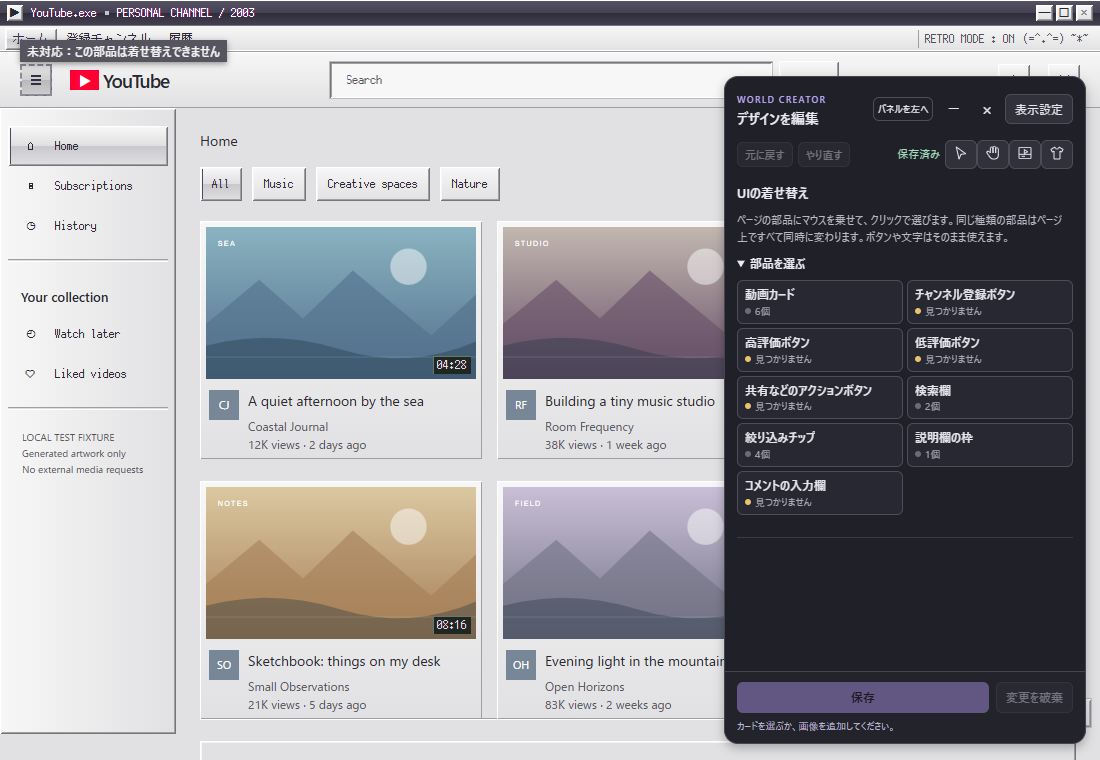 YouTube.exe ▪ PERSONAL CHANNEL / 2003
ホーム 登録チャンネル 履歴
RETRO MODE : ON (=^.^=) ~*~
未対応：この部品は着せ替えできません
YouTube
Search
Home
Subscriptions
History
Your collection
Watch later
Liked videos
LOCAL TEST FIXTURE
Generated artwork only
No external media requests
Home
All
Music
Creative spaces
Nature
SEA
04:28
CJ
A quiet afternoon by the sea
Coastal Journal
12K views · 2 days ago
STUDIO
RF
Building a tiny music studio
Room Frequency
38K views · 1 week ago
NOTES
08:16
SO
Sketchbook: things on my desk
Small Observations
21K views · 5 days ago
FIELD
OH
Evening light in the mountain
Open Horizons
83K views · 2 weeks ago
WORLD CREATOR
デザインを編集
パネルを左へ
表示設定
元に戻す
やり直す
保存済み
UIの着せ替え
ページの部品にマウスを乗せて、クリックで選びます。同じ種類の部品はページ
上ですべて同時に変わります。ボタンや文字はそのまま使えます。
▼ 部品を選ぶ
動画カード
6個
チャンネル登録ボタン
見つかりません
高評価ボタン
見つかりません
低評価ボタン
見つかりません
共有などのアクションボタン
見つかりません
検索欄
2個
絞り込みチップ
4個
説明欄の枠
1個
コメントの入力欄
見つかりません
保存
変更を破棄
カードを選ぶか、画像を追加してください。